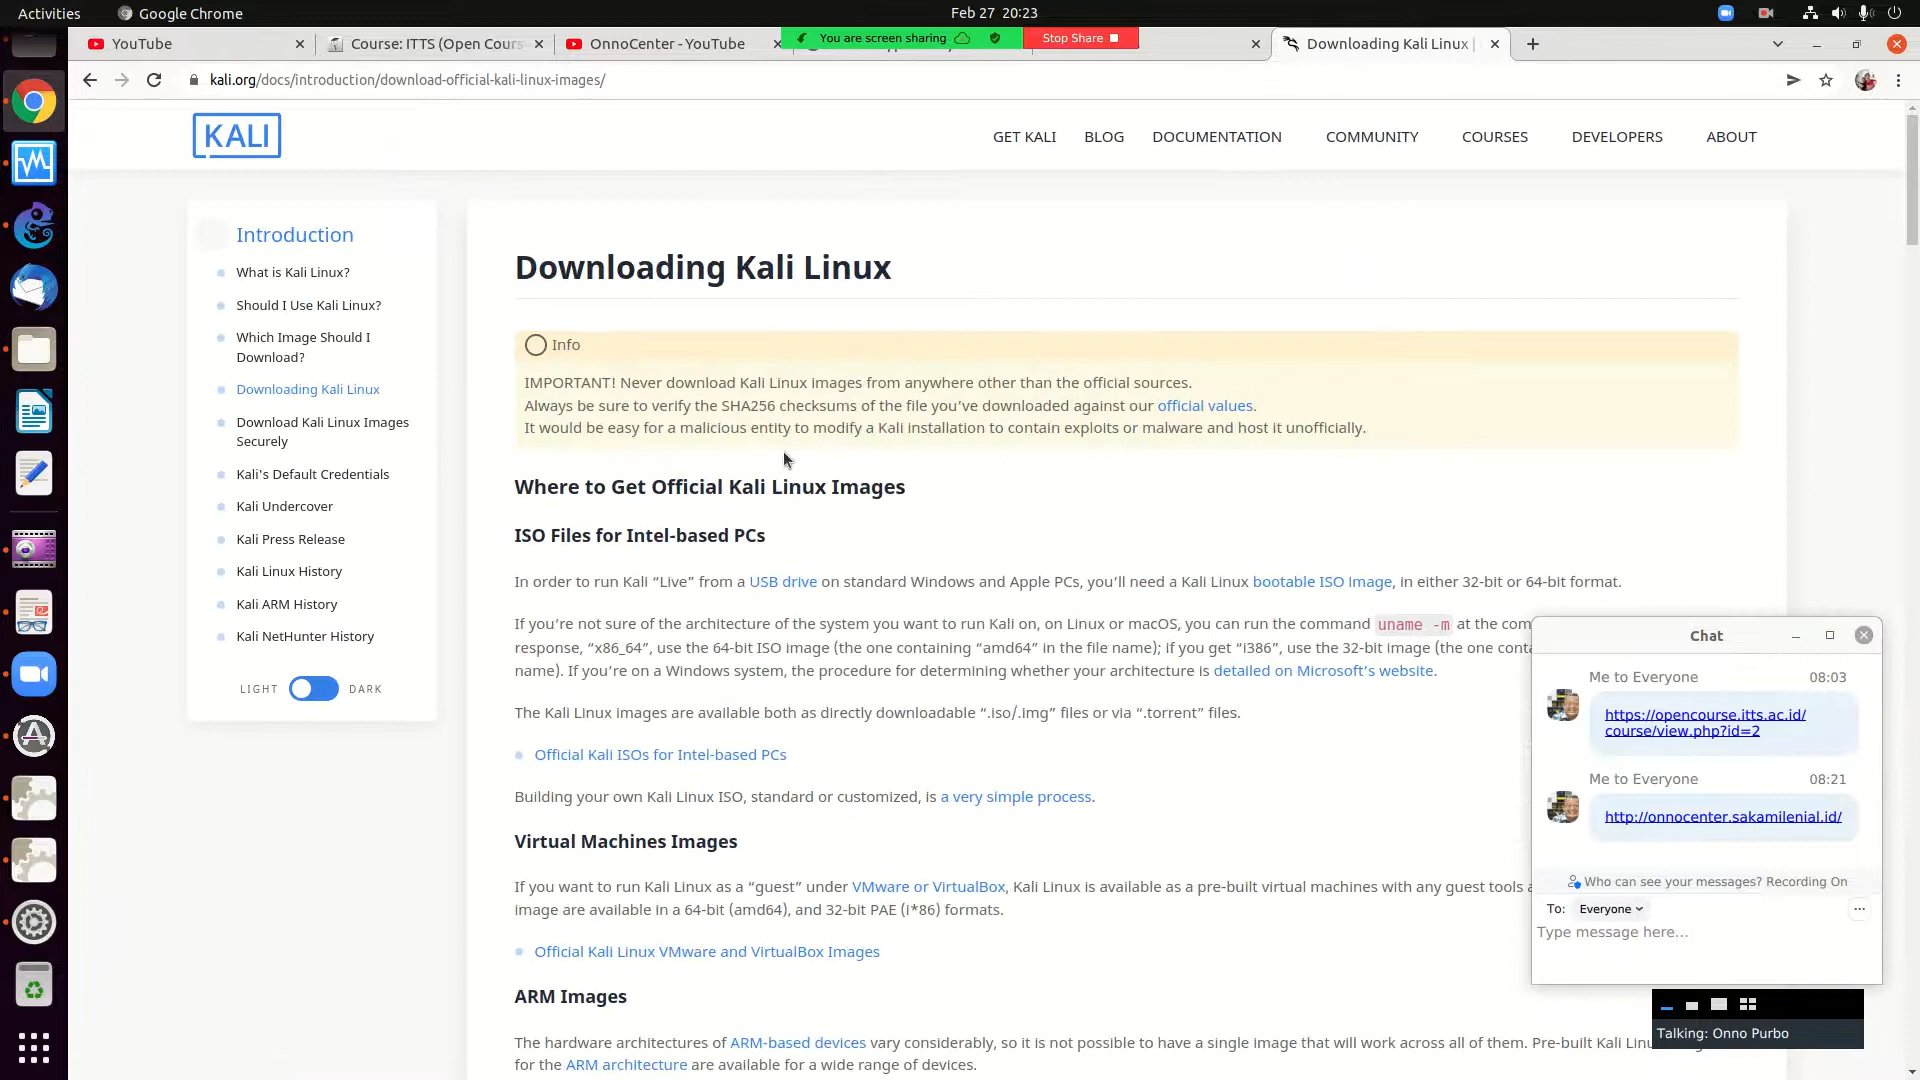 Activities
Google Chrome
Feb 27 20:23
YouTube
Course: ITTS (Open Cours
OnnoCenter - YouTube
You are screen sharing
Stop Share
Downloading Kali Linux |
kali.org/docs/introduction/download-official-kali-linux-images/
KALI
GET KALI
BLOG
DOCUMENTATION
COMMUNITY
COURSES
DEVELOPERS
ABOUT
Introduction
What is Kali Linux?
Should I Use Kali Linux?
Which Image Should I
Download?
Downloading Kali Linux
Download Kali Linux Images
Securely
Kali's Default Credentials
Kali Undercover
Kali Press Release
Kali Linux History
Kali ARM History
Kali NetHunter History
LIGHT
DARK
Downloading Kali Linux
Info
IMPORTANT! Never download Kali Linux images from anywhere other than the official sources.
Always be sure to verify the SHA256 checksums of the file you’ve downloaded against our official values.
It would be easy for a malicious entity to modify a Kali installation to contain exploits or malware and host it unofficially.
Where to Get Official Kali Linux Images
ISO Files for Intel-based PCs
In order to run Kali “Live” from a USB drive on standard Windows and Apple PCs, you’ll need a Kali Linux bootable ISO image, in either 32-bit or 64-bit format.
If you’re not sure of the architecture of the system you want to run Kali on, on Linux or macOS, you can run the command uname -m at the com
response, “x86_64”, use the 64-bit ISO image (the one containing “amd64” in the file name); if you get “i386”, use the 32-bit image (the one conta
name). If you’re on a Windows system, the procedure for determining whether your architecture is detailed on Microsoft’s website.
The Kali Linux images are available both as directly downloadable “.iso/.img” files or via “.torrent” files.
Official Kali ISOs for Intel-based PCs
Building your own Kali Linux ISO, standard or customized, is a very simple process.
Virtual Machines Images
If you want to run Kali Linux as a “guest” under VMware or VirtualBox, Kali Linux is available as a pre-built virtual machines with any guest tools a
image are available in a 64-bit (amd64), and 32-bit PAE (i*86) formats.
Official Kali Linux VMware and VirtualBox Images
ARM Images
The hardware architectures of ARM-based devices vary considerably, so it is not possible to have a single image that will work across all of them. Pre-built Kali Linu
for the ARM architecture are available for a wide range of devices.
Chat
Me to Everyone 08:03
https://opencourse.itts.ac.id/
course/view.php?id=2
Me to Everyone 08:21
http://onnocenter.sakamilenial.id/
Who can see your messages? Recording On
To: Everyone
Type message here...
Talking: Onno Purbo